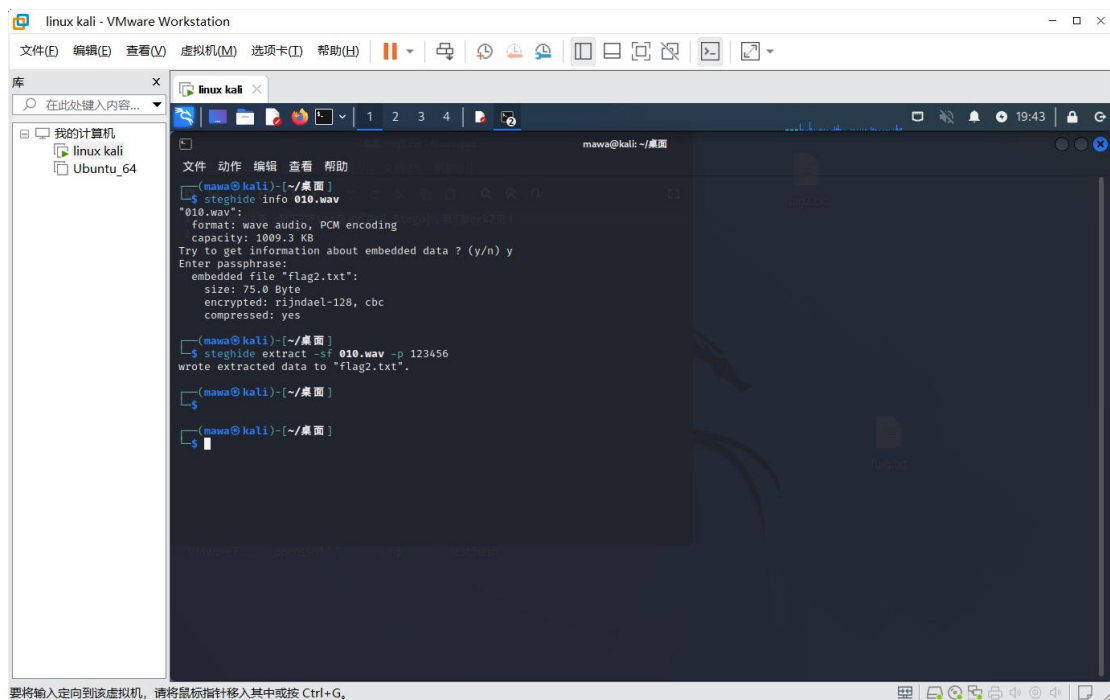 linux kali - VMware Workstation
文件(F) 编辑(E) 查看(V) 虚拟机(M) 选项卡(T) 帮助(H)
库
在此处键入内容...
我的计算机
linux kali
Ubuntu_64
linux kali
1 2 3 4
19:43
mawa@kali: ~/桌面
文件 动作 编辑 查看 帮助
(mawa㉿kali)-[~/桌面]
$ steghide info 010.wav
"010.wav":
format: wave audio, PCM encoding
capacity: 1009.3 KB
Try to get information about embedded data ? (y/n) y
Enter passphrase:
embedded file "flag2.txt":
size: 75.0 Byte
encrypted: rijndael-128, cbc
compressed: yes
(mawa㉿kali)-[~/桌面]
$ steghide extract -sf 010.wav -p 123456
wrote extracted data to "flag2.txt".
(mawa㉿kali)-[~/桌面]
$
(mawa㉿kali)-[~/桌面]
$
要将输入定向到该虚拟机，请将鼠标指针移入其中或按 Ctrl+G。